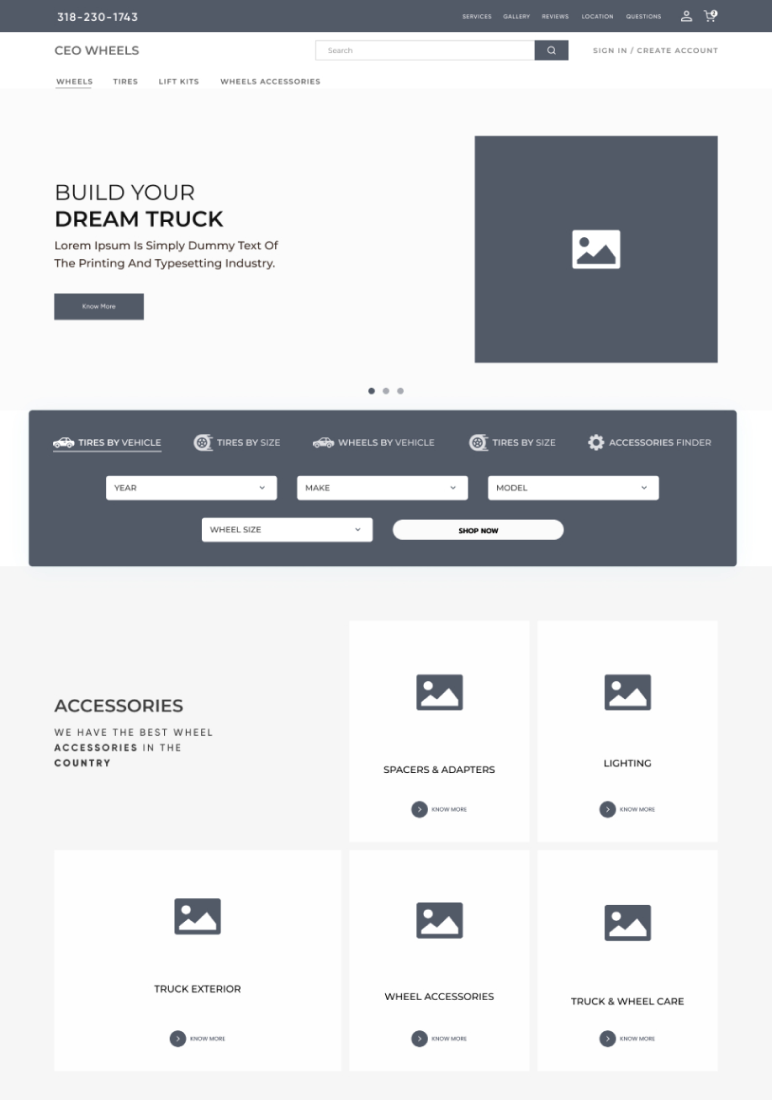 318-230-1743
SERVICES GALLERY REVIEWS LOCATION QUESTIONS
CEO WHEELS
Search
SIGN IN / CREATE ACCOUNT
WHEELS TIRES LIFT KITS WHEELS ACCESSORIES
BUILD YOUR
DREAM TRUCK
Lorem Ipsum Is Simply Dummy Text Of
The Printing And Typesetting Industry.
Know More
TIRES BY VEHICLE TIRES BY SIZE WHEELS BY VEHICLE TIRES BY SIZE ACCESSORIES FINDER
YEAR MAKE MODEL
WHEEL SIZE SHOP NOW
ACCESSORIES
WE HAVE THE BEST WHEEL
ACCESSORIES IN THE
COUNTRY
SPACERS & ADAPTERS
KNOW MORE
LIGHTING
KNOW MORE
TRUCK EXTERIOR
KNOW MORE
WHEEL ACCESSORIES
KNOW MORE
TRUCK & WHEEL CARE
KNOW MORE